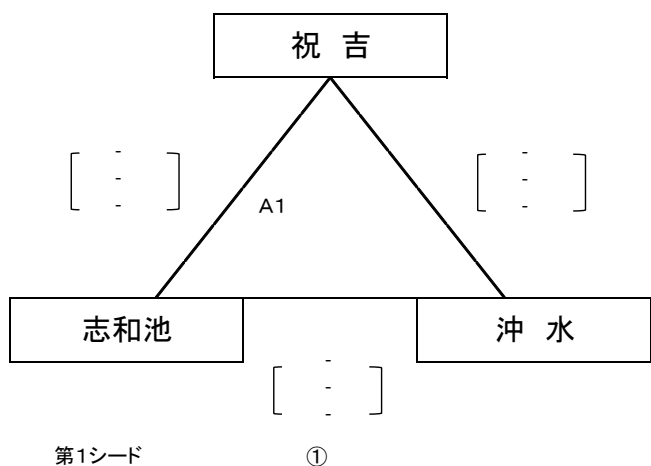 祝 吉
[ - - - ]
[ - - - ]
A1
志和池
沖 水
[ - - - ]
第1シード ①